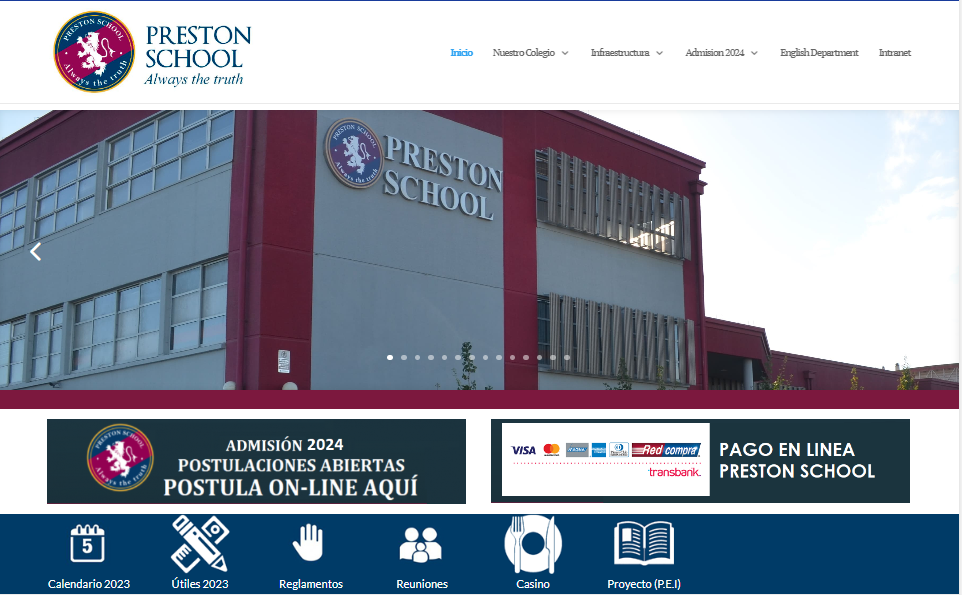 PRESTON SCHOOL
Always the truth
PRESTON
SCHOOL
Always the truth
Inicio Nuestro Colegio Infraestructura Admision 2024 English Department Intranet
PRESTON SCHOOL
Always the truth
PRESTON
SCHOOL
PRESTON SCHOOL
Always the truth
ADMISIÓN 2024
POSTULACIONES ABIERTAS
POSTULA ON-LINE AQUÍ
VISA Redcompra
transbank.
PAGO EN LINEA
PRESTON SCHOOL
5
Calendario 2023 Útiles 2023 Reglamentos Reuniones Casino Proyecto (P.E.I)